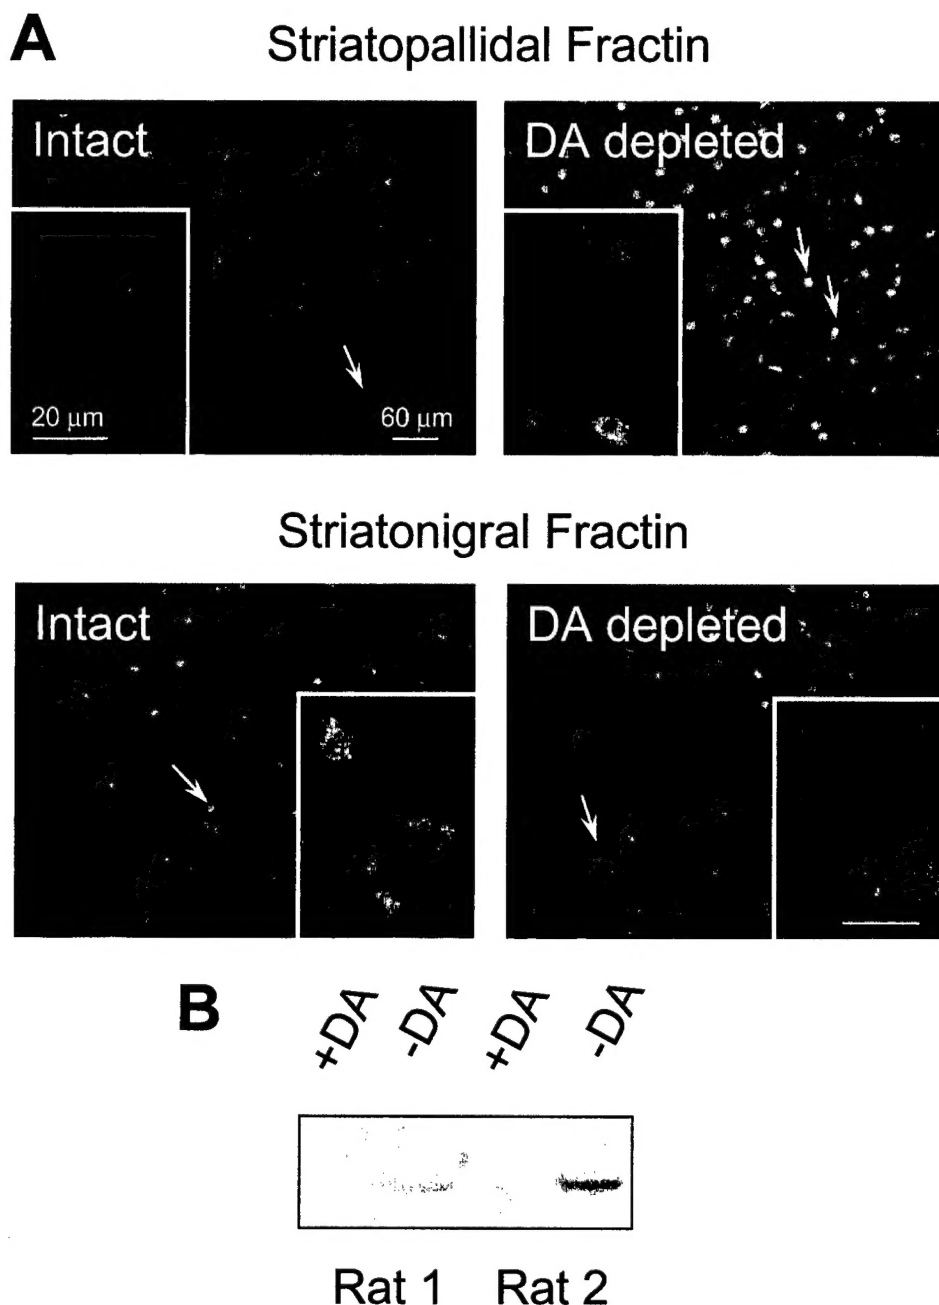 A
Striatopallidal Fractin
Intact
DA depleted
20 µm
60 µm
Striatonigral Fractin
Intact
DA depleted
B
+DA
-DA
+DA
-DA
Rat 1
Rat 2